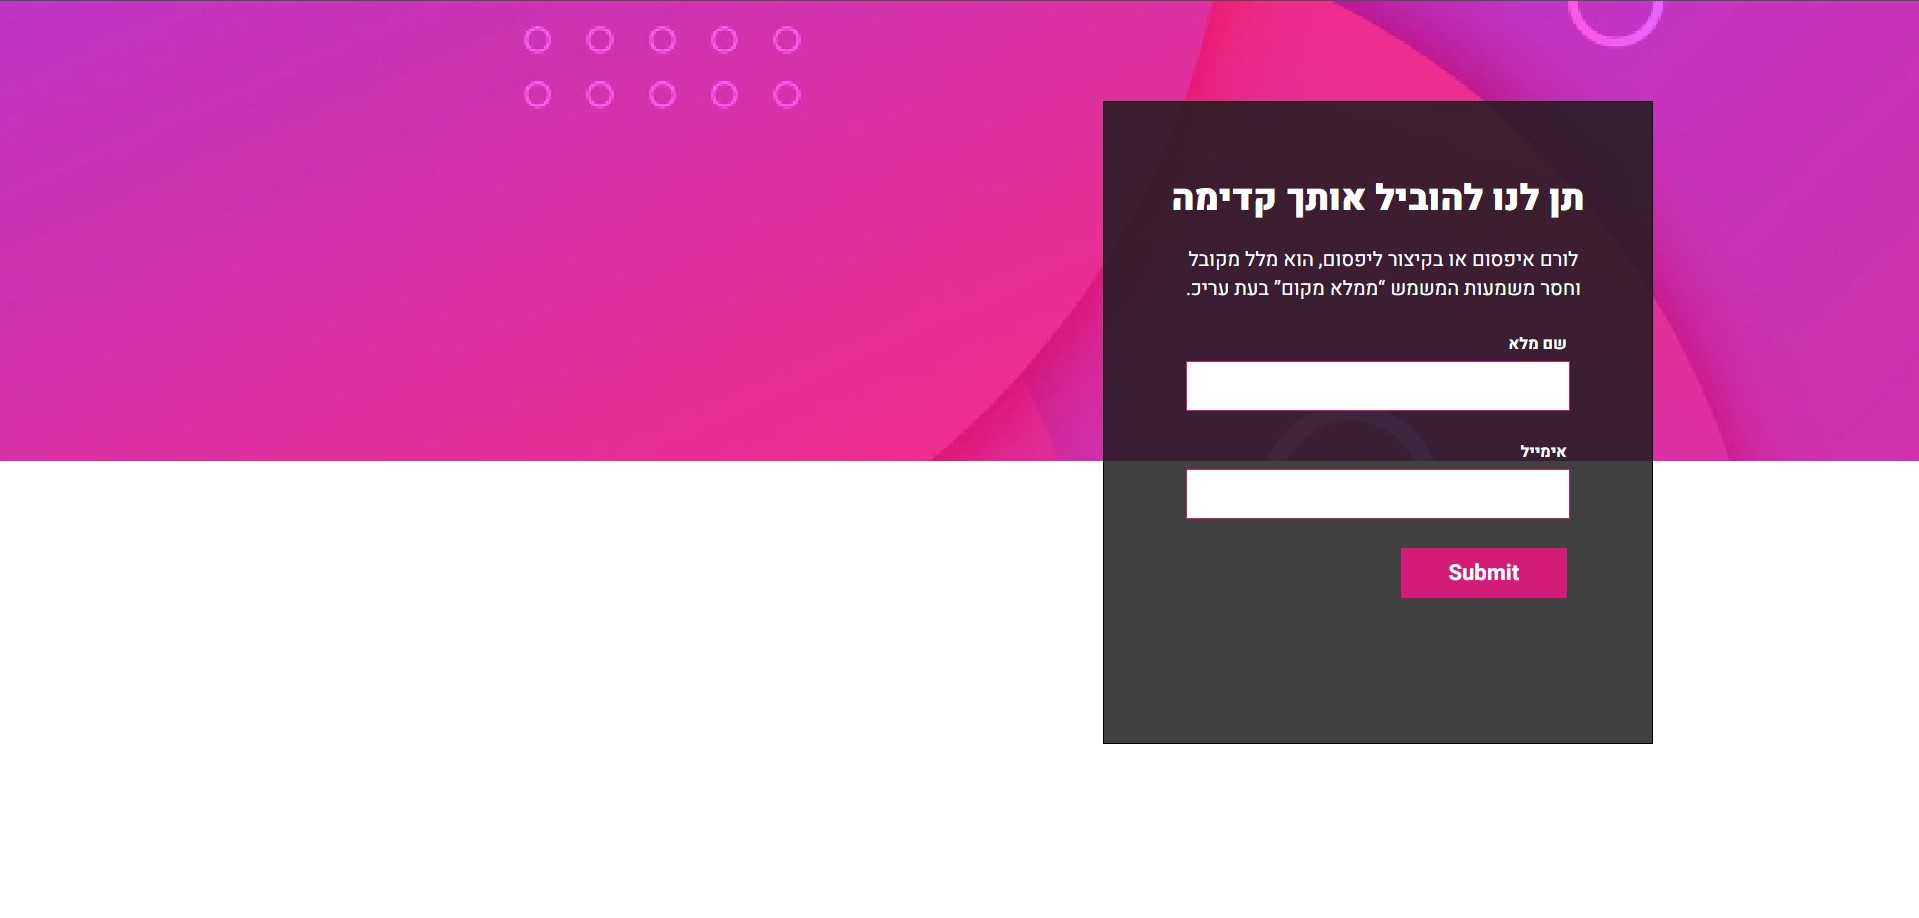 תן לנו להוביל אותך קדימה
לורם איפסום או בקיצור ליפסום, הוא מלל מקובל
וחסר משמעות המשמש “ממלא מקום” בעת עריכ.
שם מלא
אימייל
Submit